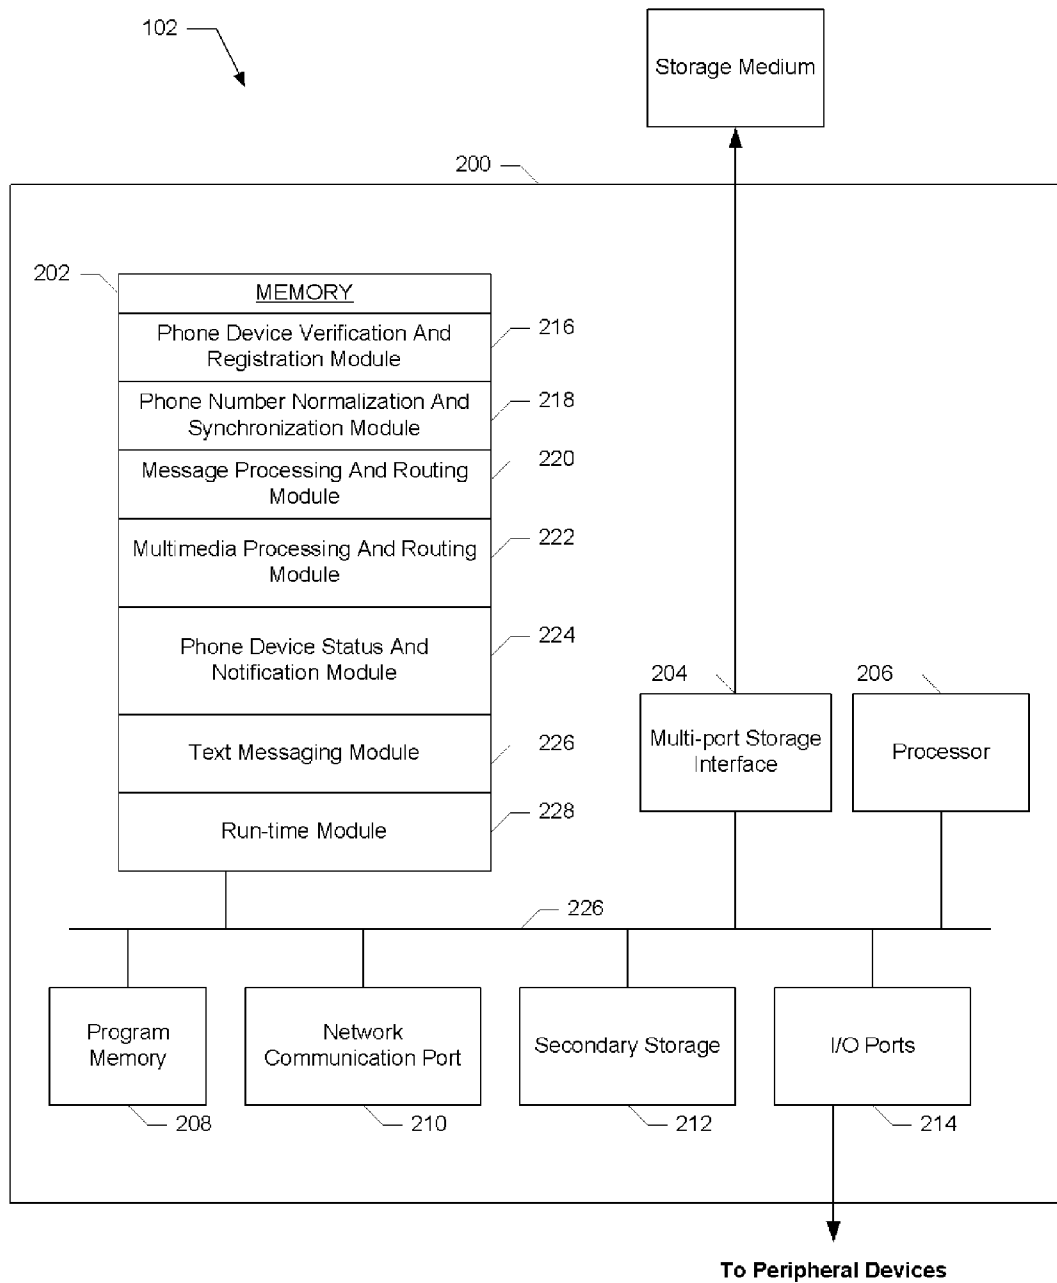 102
Storage Medium
200
202
MEMORY
Phone Device Verification And
Registration Module
216
Phone Number Normalization And
Synchronization Module
218
Message Processing And Routing
Module
220
Multimedia Processing And Routing
Module
222
Phone Device Status And
Notification Module
224
Text Messaging Module
226
Run-time Module
228
204
Multi-port Storage
Interface
206
Processor
226
Program
Memory
208
Network
Communication Port
210
Secondary Storage
212
I/O Ports
214
To Peripheral Devices